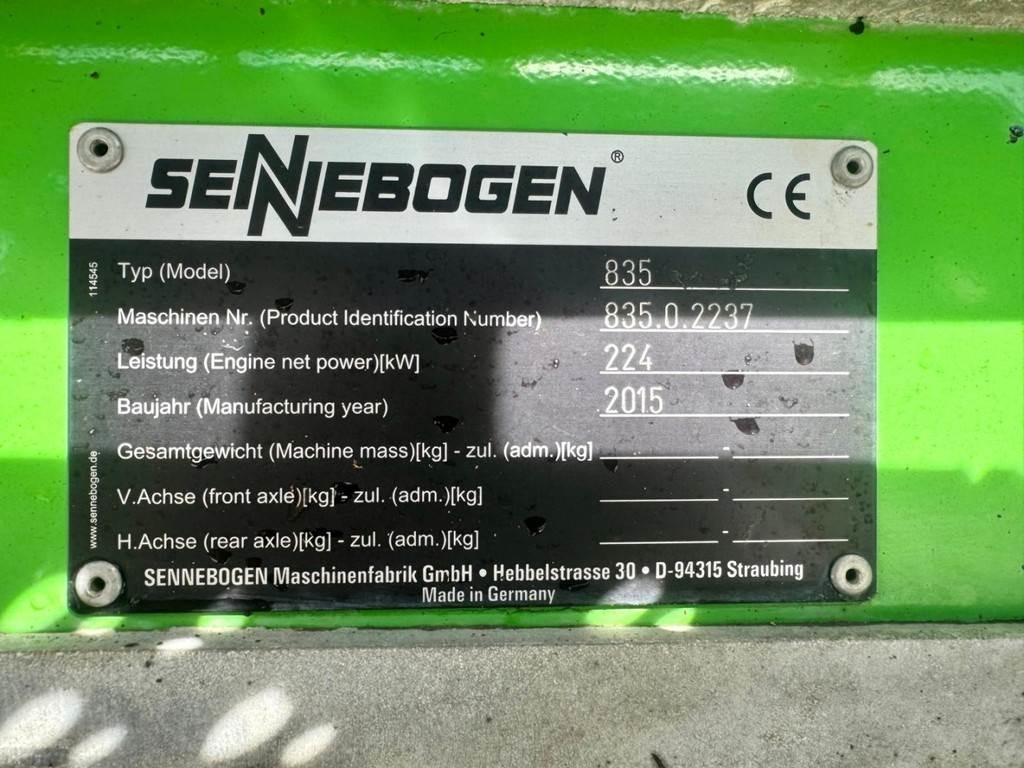 SENNEBOGEN®
CE
114545
Typ (Model) 835
Maschinen Nr. (Product Identification Number) 835.0.2237
Leistung (Engine net power)[kW] 224
Baujahr (Manufacturing year) 2015
Gesamtgewicht (Machine mass)[kg] - zul. (adm.)[kg] -
V.Achse (front axle)[kg] - zul. (adm.)[kg] -
H.Achse (rear axle)[kg] - zul. (adm.)[kg] -
www.sennebogen.de
SENNEBOGEN Maschinenfabrik GmbH • Hebbelstrasse 30 • D-94315 Straubing
Made in Germany